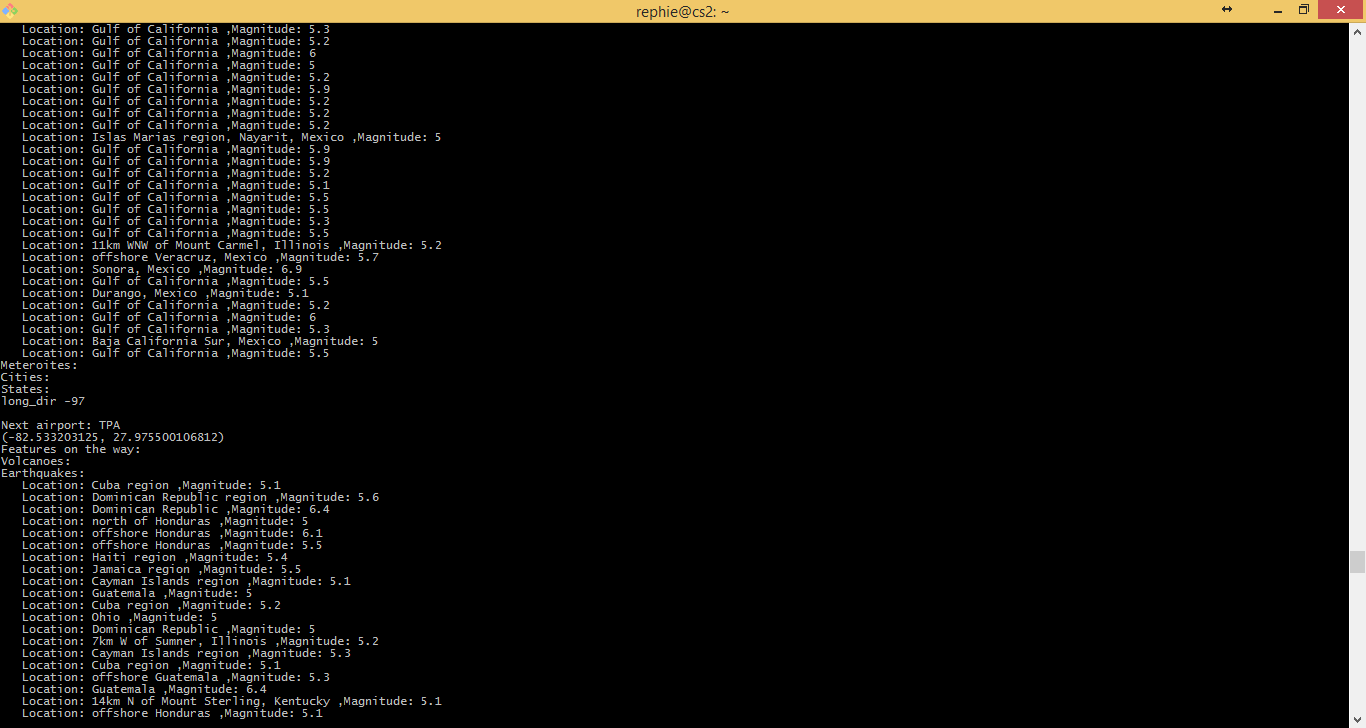 rephie@cs2: ~
Location: Gulf of California ,Magnitude: 5.3
Location: Gulf of California ,Magnitude: 5.2
Location: Gulf of California ,Magnitude: 6
Location: Gulf of California ,Magnitude: 5
Location: Gulf of California ,Magnitude: 5.2
Location: Gulf of California ,Magnitude: 5.9
Location: Gulf of California ,Magnitude: 5.2
Location: Gulf of California ,Magnitude: 5.2
Location: Gulf of California ,Magnitude: 5.2
Location: Islas Marias region, Nayarit, Mexico ,Magnitude: 5
Location: Gulf of California ,Magnitude: 5.9
Location: Gulf of California ,Magnitude: 5.9
Location: Gulf of California ,Magnitude: 5.2
Location: Gulf of California ,Magnitude: 5.1
Location: Gulf of California ,Magnitude: 5.5
Location: Gulf of California ,Magnitude: 5.5
Location: Gulf of California ,Magnitude: 5.3
Location: Gulf of California ,Magnitude: 5.5
Location: 11km WNW of Mount Carmel, Illinois ,Magnitude: 5.2
Location: offshore Veracruz, Mexico ,Magnitude: 5.7
Location: Sonora, Mexico ,Magnitude: 6.9
Location: Gulf of California ,Magnitude: 5.5
Location: Durango, Mexico ,Magnitude: 5.1
Location: Gulf of California ,Magnitude: 5.2
Location: Gulf of California ,Magnitude: 6
Location: Gulf of California ,Magnitude: 5.3
Location: Baja California Sur, Mexico ,Magnitude: 5
Location: Gulf of California ,Magnitude: 5.5
Meteroites:
Cities:
States:
long_dir -97
Next airport: TPA
(-82.533203125, 27.975500106812)
Features on the way:
Volcanoes:
Earthquakes:
Location: Cuba region ,Magnitude: 5.1
Location: Dominican Republic region ,Magnitude: 5.6
Location: Dominican Republic ,Magnitude: 6.4
Location: north of Honduras ,Magnitude: 5
Location: offshore Honduras ,Magnitude: 6.1
Location: offshore Honduras ,Magnitude: 5.5
Location: Haiti region ,Magnitude: 5.4
Location: Jamaica region ,Magnitude: 5.5
Location: Cayman Islands region ,Magnitude: 5.1
Location: Guatemala ,Magnitude: 5
Location: Cuba region ,Magnitude: 5.2
Location: Ohio ,Magnitude: 5
Location: Dominican Republic ,Magnitude: 5
Location: 7km W of Sumner, Illinois ,Magnitude: 5.2
Location: Cayman Islands region ,Magnitude: 5.3
Location: Cuba region ,Magnitude: 5.1
Location: offshore Guatemala ,Magnitude: 5.3
Location: Guatemala ,Magnitude: 6.4
Location: 14km N of Mount Sterling, Kentucky ,Magnitude: 5.1
Location: offshore Honduras ,Magnitude: 5.1